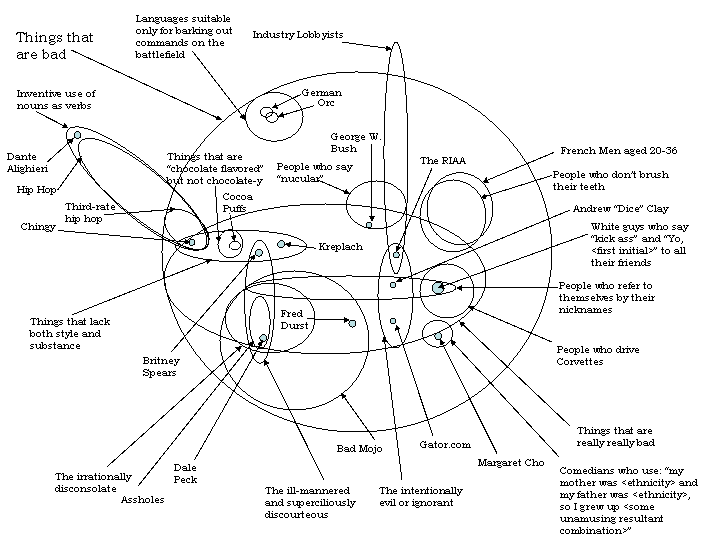 Things that
are bad
Languages suitable
only for barking out
commands on the
battlefield
Industry Lobbyists
Inventive use of
nouns as verbs
German
Orc
George W.
Bush
French Men aged 20-36
Dante
Alighieri
Things that are
“chocolate flavored”
but not chocolate-y
People who say
“nucular”
The RIAA
People who don’t brush
their teeth
Hip Hop
Cocoa
Puffs
Third-rate
hip hop
Andrew “Dice” Clay
Chingy
Kreplach
White guys who say
“kick ass” and “Yo,
<first initial>” to all
their friends
People who refer to
themselves by their
nicknames
Things that lack
both style and
substance
Fred
Durst
Britney
Spears
People who drive
Corvettes
Things that are
really really bad
Bad Mojo
Gator.com
Margaret Cho
The irrationally
disconsolate
Dale
Peck
Assholes
The ill-mannered
and superciliously
discourteous
The intentionally
evil or ignorant
Comedians who use: “my
mother was <ethnicity> and
my father was <ethnicity>,
so I grew up <some
unamusing resultant
combination>”